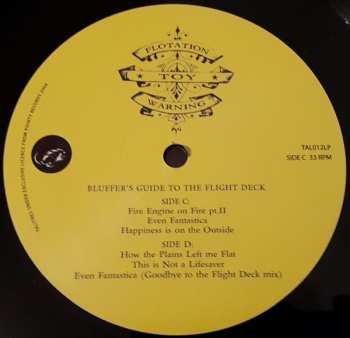 FLOTATION
TOY
WARNING
TAL012LP
SIDE C 33 RPM
BLUFFER'S GUIDE TO THE FLIGHT DECK
SIDE C:
Fire Engine on Fire pt.II
Even Fantastica
Happiness is on the Outside
SIDE D:
How the Plains Left me Flat
This is Not a Lifesaver
Even Fantastica (Goodbye to the Flight Deck mix)